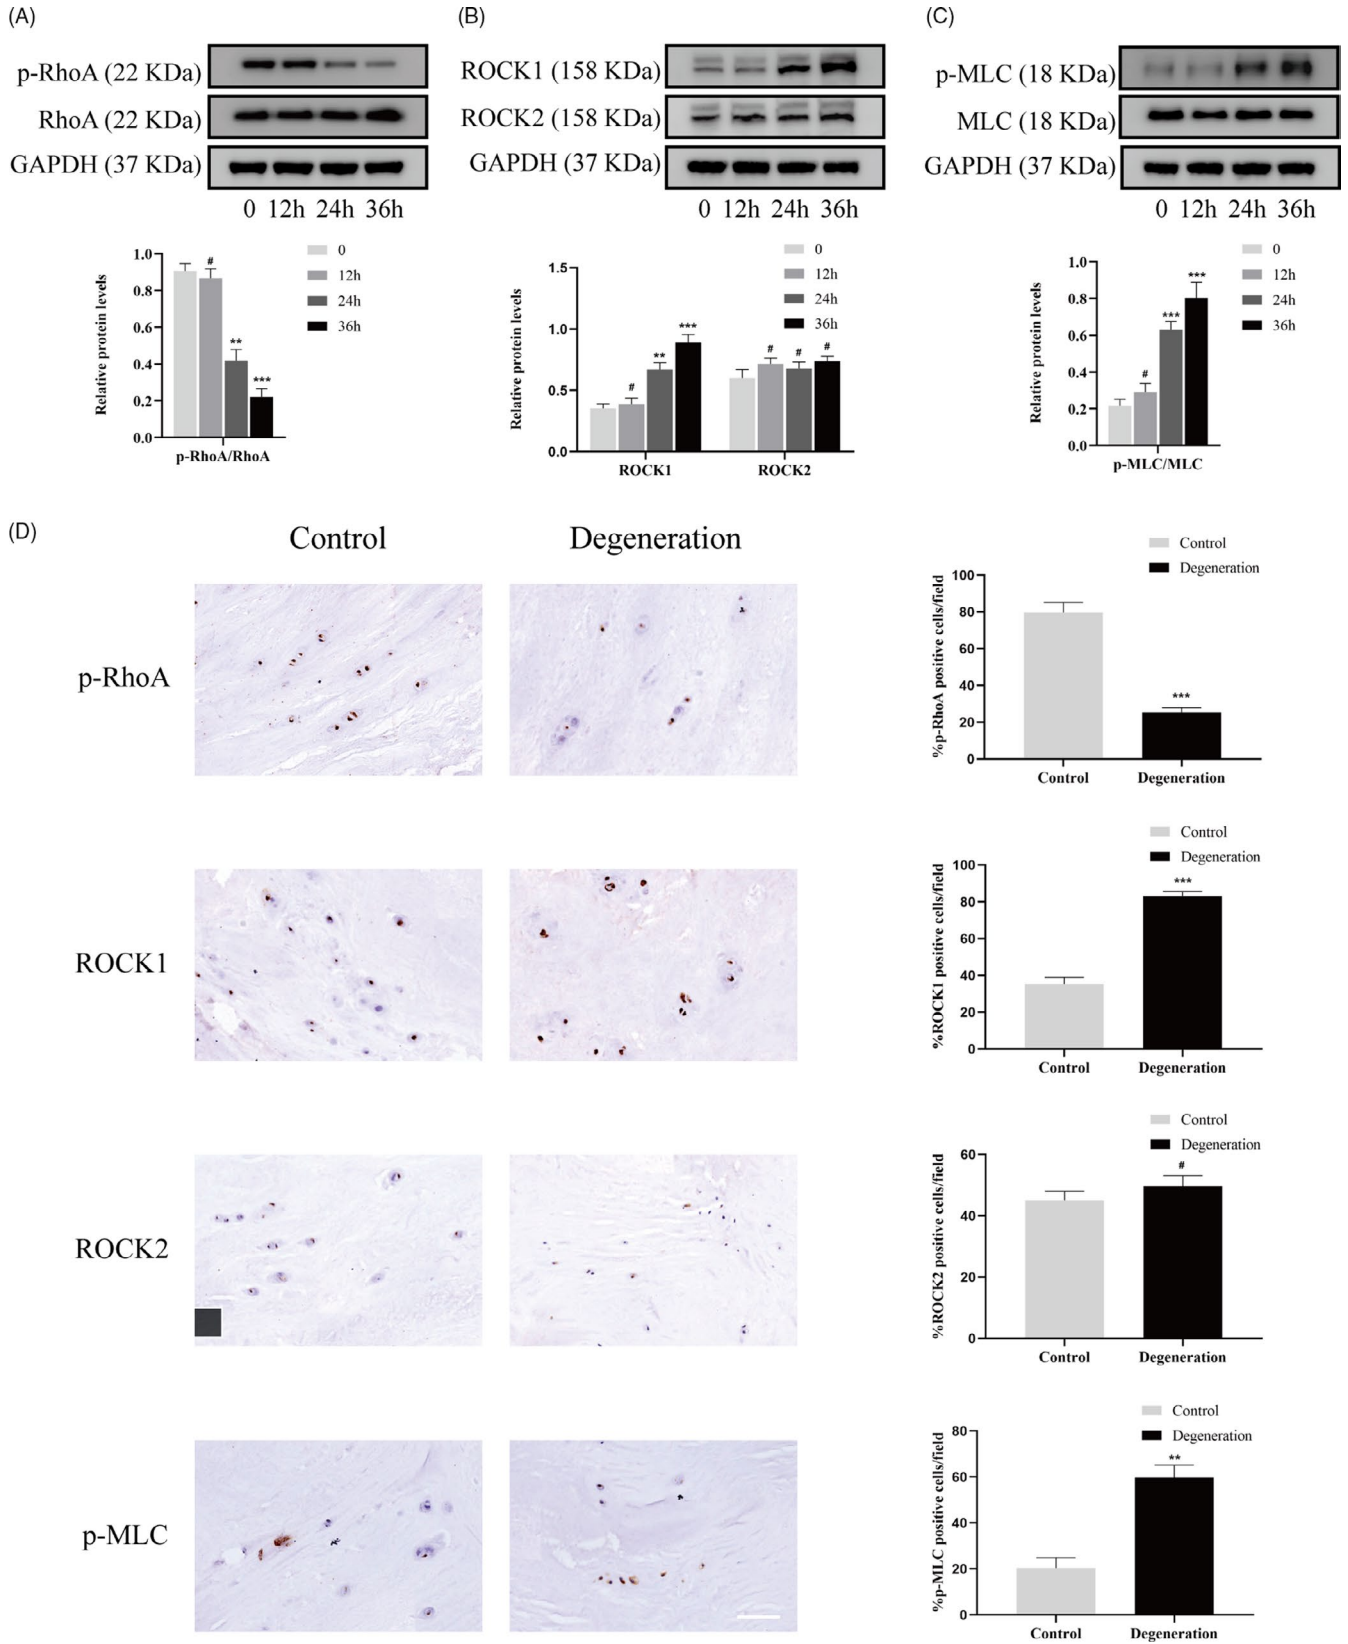 (A)
p-RhoA (22 KDa)
RhoA (22 KDa)
GAPDH (37 KDa)
0 12h 24h 36h
Relative protein levels
1.0
0.8
0.6
0.4
0.2
0.0
#
**
***
p-RhoA/RhoA
0
12h
24h
36h
(B)
ROCK1 (158 KDa)
ROCK2 (158 KDa)
GAPDH (37 KDa)
0 12h 24h 36h
Relative protein levels
1.5
1.0
0.5
0.0
#
**
***
#
#
#
ROCK1
ROCK2
0
12h
24h
36h
(C)
p-MLC (18 KDa)
MLC (18 KDa)
GAPDH (37 KDa)
0 12h 24h 36h
Relative protein levels
1.0
0.8
0.6
0.4
0.2
0.0
#
***
***
p-MLC/MLC
0
12h
24h
36h
(D)
Control
Degeneration
p-RhoA
Control
Degeneration
%p-RhoA positive cells/field
100
80
60
40
20
0
***
Control
Degeneration
ROCK1
Control
Degeneration
%ROCK1 positive cells/field
100
80
60
40
20
0
***
Control
Degeneration
ROCK2
Control
Degeneration
%ROCK2 positive cells/field
60
40
20
0
#
Control
Degeneration
p-MLC
Control
Degeneration
%p-MLC positive cells/field
80
60
40
20
0
**
Control
Degeneration